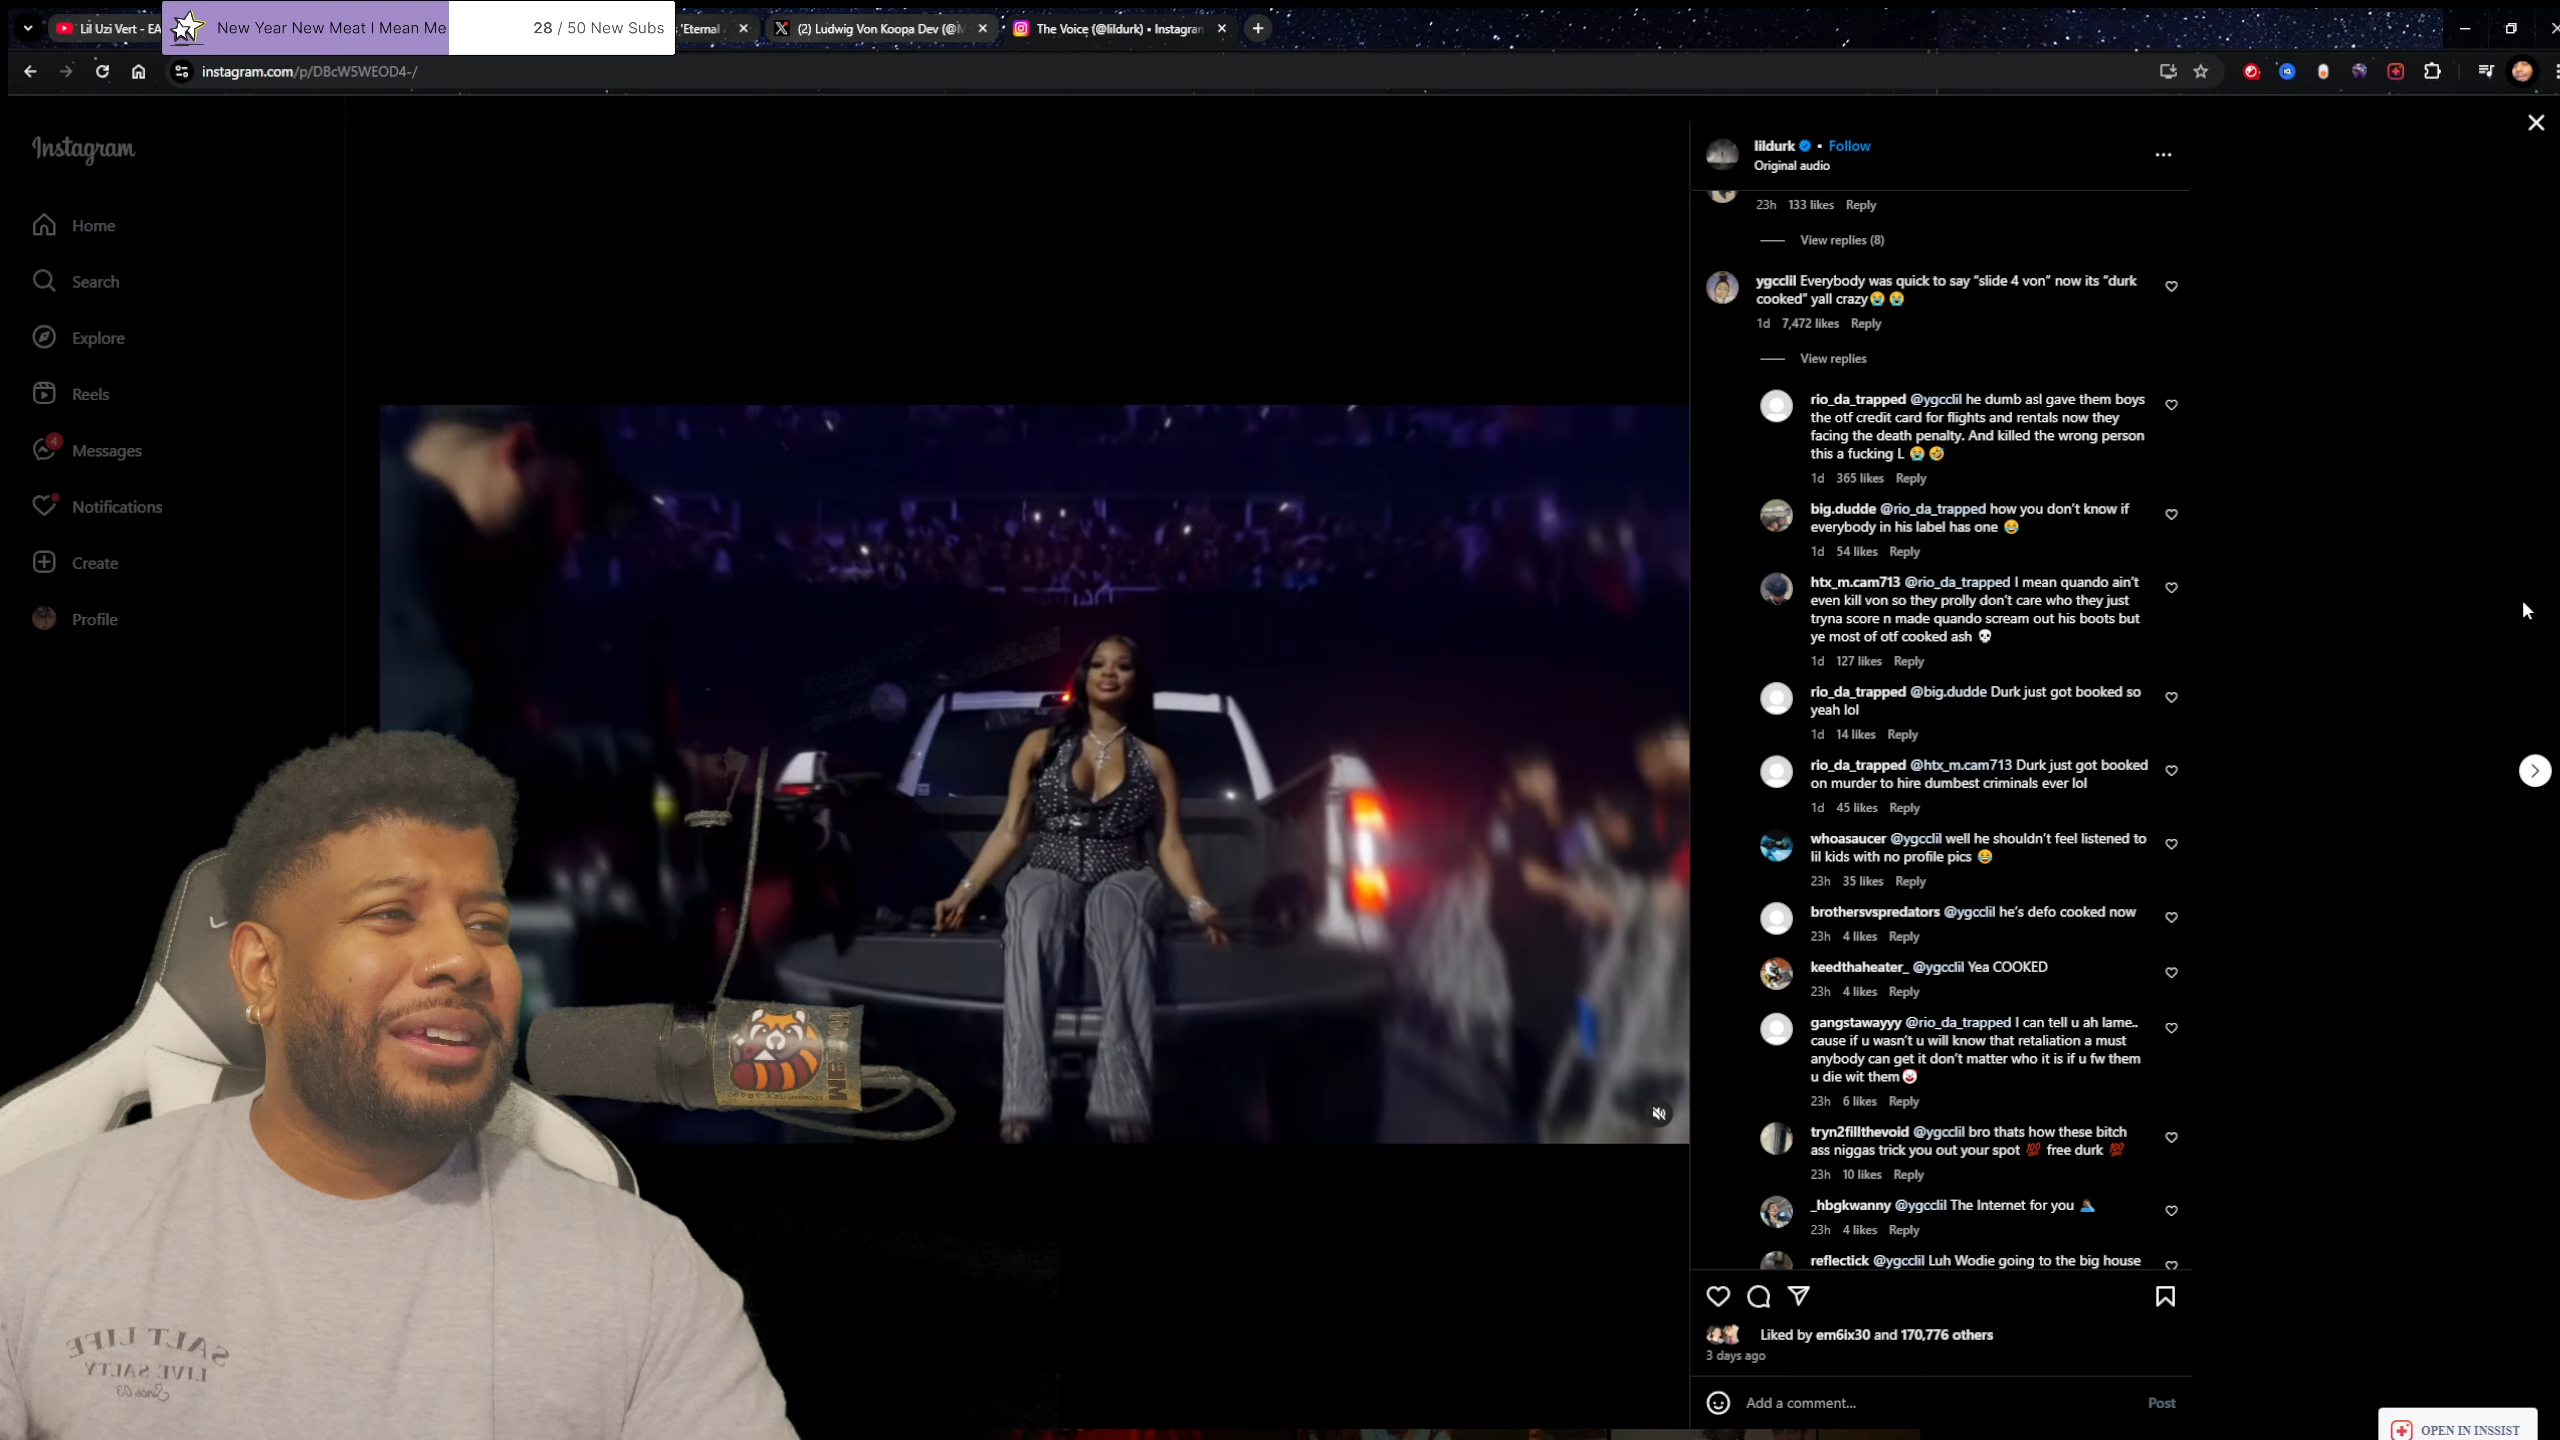 Lil Uzi Vert - EA
New Year New Meat I Mean Me
28 / 50 New Subs
'Eternal
(2) Ludwig Von Koopa Dev (@
The Voice (@lildurk) • Instagram
instagram.com/p/DBcW5WEOD4-/
Instagram
Home
Search
Explore
Reels
4
Messages
Notifications
Create
Profile
lildurk • Follow
Original audio
23h 133 likes Reply
View replies (8)
ygcclil Everybody was quick to say “slide 4 von” now its “durk
cooked” yall crazy😭😭
1d 7,472 likes Reply
View replies
rio_da_trapped @ygcclil he dumb asl gave them boys
the otf credit card for flights and rentals now they
facing the death penalty. And killed the wrong person
this a fucking L 😭🤣
1d 365 likes Reply
big.dudde @rio_da_trapped how you don’t know if
everybody in his label has one 😂
1d 54 likes Reply
htx_m.cam713 @rio_da_trapped I mean quando ain’t
even kill von so they prolly don’t care who they just
tryna score n made quando scream out his boots but
ye most of otf cooked ash 💀
1d 127 likes Reply
rio_da_trapped @big.dudde Durk just got booked so
yeah lol
1d 14 likes Reply
rio_da_trapped @htx_m.cam713 Durk just got booked
on murder to hire dumbest criminals ever lol
1d 45 likes Reply
whoasaucer @ygcclil well he shouldn’t feel listened to
lil kids with no profile pics 😂
23h 35 likes Reply
brothersvspredators @ygcclil he’s defo cooked now
23h 4 likes Reply
keedthaheater_ @ygcclil Yea COOKED
23h 4 likes Reply
gangstawayyy @rio_da_trapped I can tell u ah lame..
cause if u wasn’t u will know that retaliation a must
anybody can get it don’t matter who it is if u fw them
u die wit them🤡
23h 6 likes Reply
tryn2fillthevoid @ygcclil bro thats how these bitch
ass niggas trick you out your spot 💯 free durk 💯
23h 10 likes Reply
_hbgkwanny @ygcclil The Internet for you 🤦🏾‍♂️
23h 4 likes Reply
reflectick @ygcclil Luh Wodie going to the big house
Liked by em6ix30 and 170,776 others
3 days ago
Add a comment...
Post
OPEN IN INSSIST
SALT LIFE
LIVE SALTY
Since 03